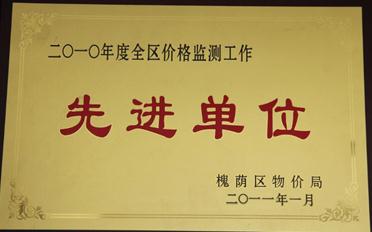 二〇一〇年度全区价格监测工作
先进单位
槐荫区物价局
二〇一一年一月